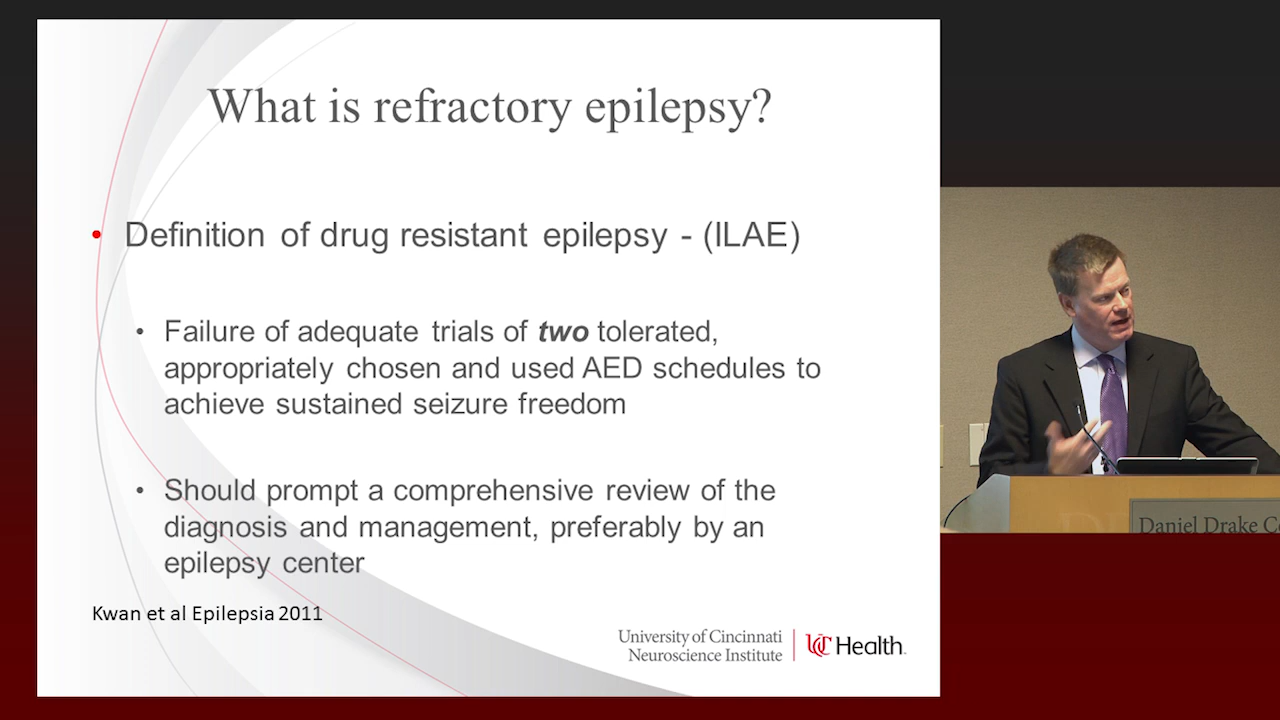 What is refractory epilepsy?
• Definition of drug resistant epilepsy - (ILAE)
• Failure of adequate trials of two tolerated,
appropriately chosen and used AED schedules to
achieve sustained seizure freedom
• Should prompt a comprehensive review of the
diagnosis and management, preferably by an
epilepsy center
Kwan et al Epilepsia 2011
University of Cincinnati
Neuroscience Institute
UC Health
Daniel Drake